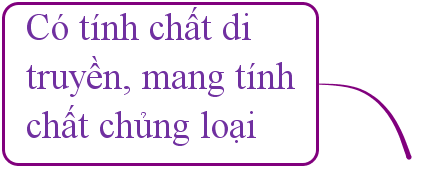 Có tính chất di
truyền, mang tính
chất chủng loại